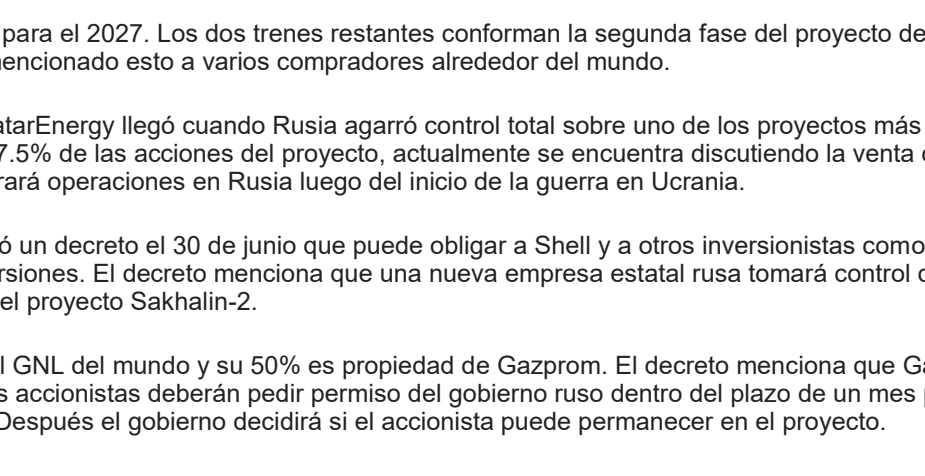 para el 2027. Los dos trenes restantes conforman la segunda fase del proyecto de
mencionado esto a varios compradores alrededor del mundo.
atarEnergy llegó cuando Rusia agarró control total sobre uno de los proyectos más
7.5% de las acciones del proyecto, actualmente se encuentra discutiendo la venta
rará operaciones en Rusia luego del inicio de la guerra en Ucrania.
ó un decreto el 30 de junio que puede obligar a Shell y a otros inversionistas como
rsiones. El decreto menciona que una nueva empresa estatal rusa tomará control
el proyecto Sakhalin-2.
l GNL del mundo y su 50% es propiedad de Gazprom. El decreto menciona que Ga
s accionistas deberán pedir permiso del gobierno ruso dentro del plazo de un mes
Después el gobierno decidirá si el accionista puede permanecer en el proyecto.